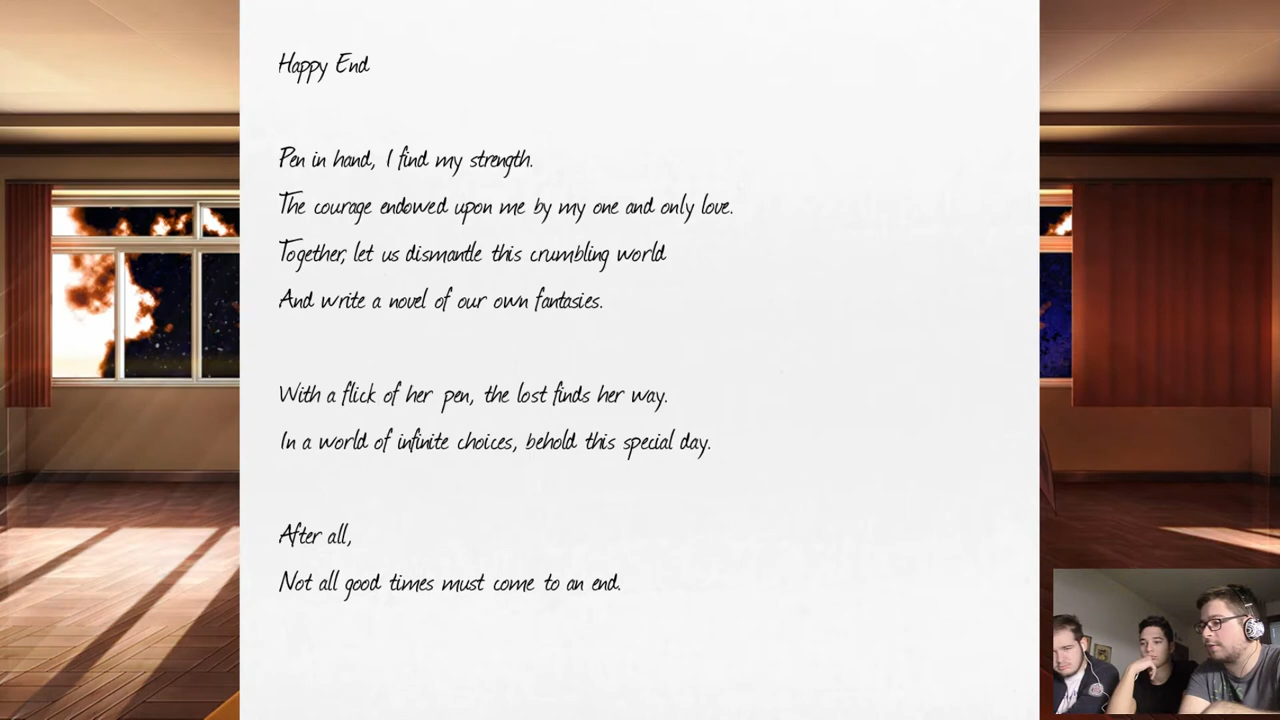 Happy End
Pen in hand, I find my strength.
The courage endowed upon me by my one and only love.
Together, let us dismantle this crumbling world
And write a novel of our own fantasies.
With a flick of her pen, the lost finds her way.
In a world of infinite choices, behold this special day.
After all,
Not all good times must come to an end.